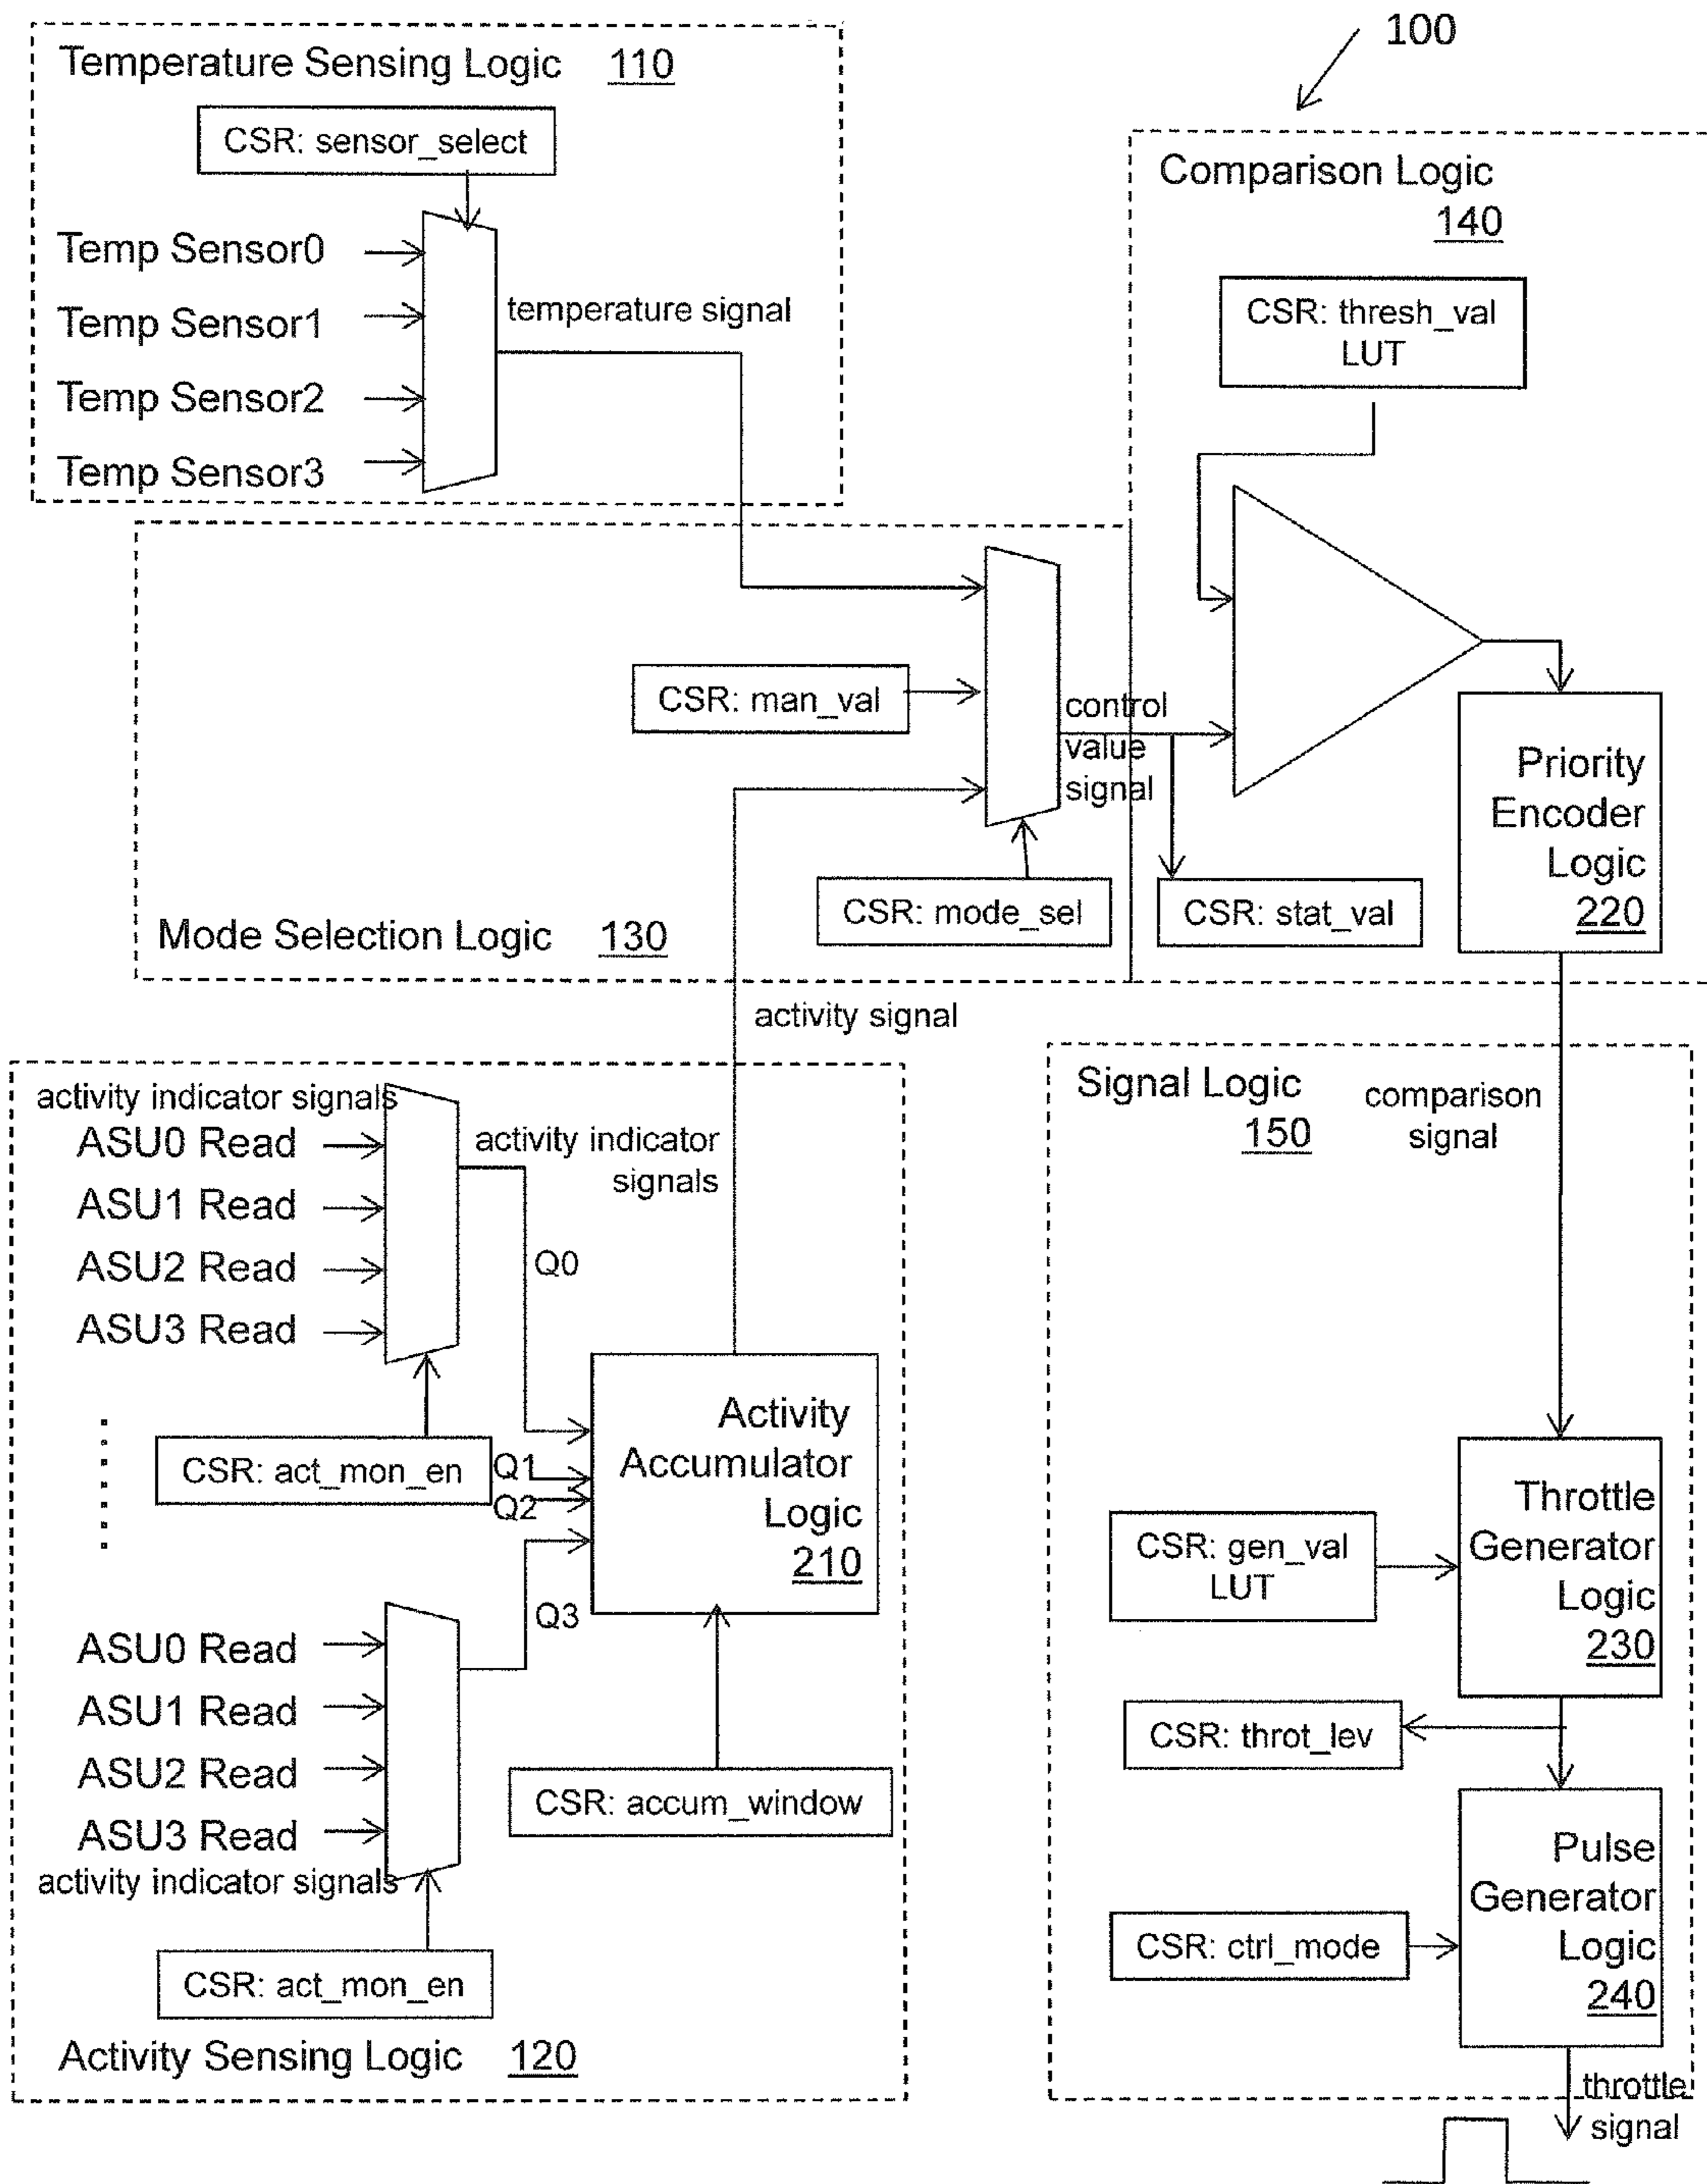 100
Temperature Sensing Logic 110
CSR: sensor_select
Temp Sensor0
Temp Sensor1
Temp Sensor2
Temp Sensor3
temperature signal
Comparison Logic
140
CSR: thresh_val
LUT
CSR: man_val
control
value
signal
CSR: mode_sel
CSR: stat_val
Priority
Encoder
Logic
220
Mode Selection Logic 130
activity signal
activity indicator signals
ASU0 Read
ASU1 Read
ASU2 Read
ASU3 Read
activity indicator
signals
Q0
CSR: act_mon_en
Q1
Q2
Activity
Accumulator
Logic
210
Q3
ASU0 Read
ASU1 Read
ASU2 Read
ASU3 Read
activity indicator signals
CSR: accum_window
CSR: act_mon_en
Activity Sensing Logic 120
Signal Logic
150
comparison
signal
Throttle
Generator
Logic
230
CSR: gen_val
LUT
CSR: throt_lev
Pulse
Generator
Logic
240
CSR: ctrl_mode
throttle
signal